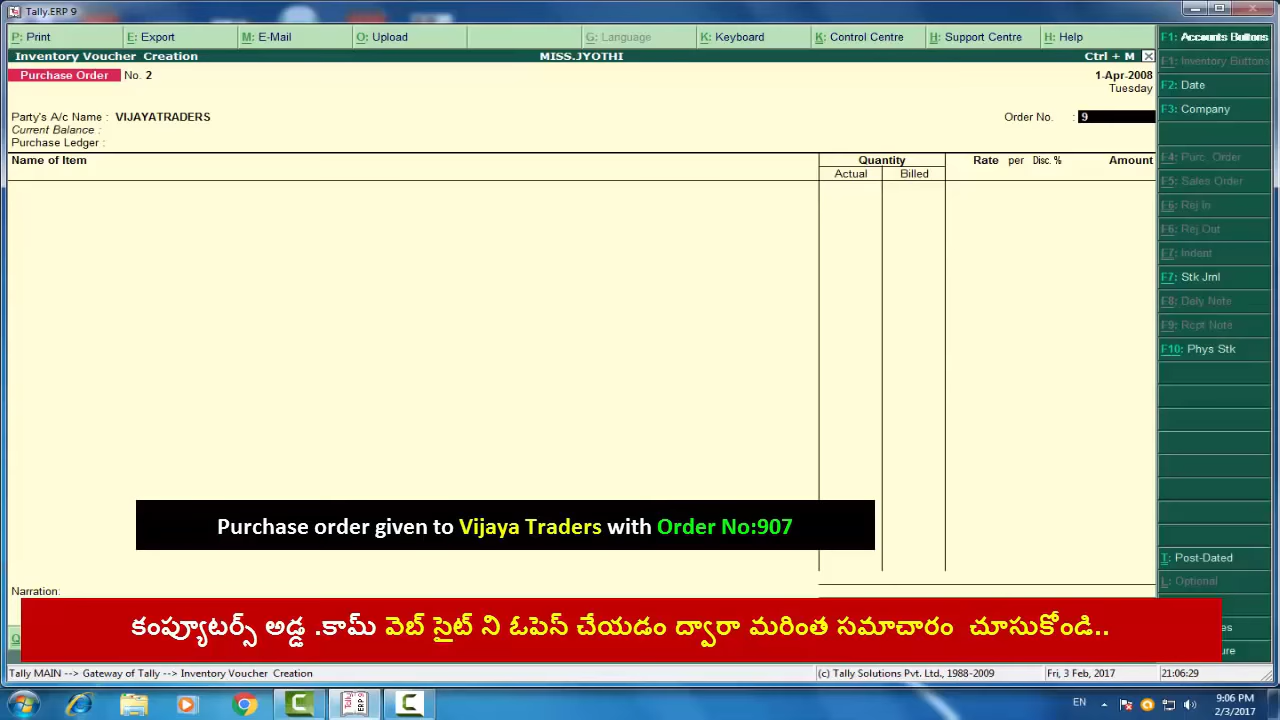 Tally.ERP 9
P: Print E: Export M: E-Mail O: Upload G: Language K: Keyboard K: Control Centre H: Support Centre H: Help
Inventory Voucher Creation MISS.JYOTHI Ctrl + M
Purchase Order No. 2 1-Apr-2008
Tuesday
Party's A/c Name : VIJAYATRADERS Order No. : 9
Current Balance :
Purchase Ledger :
Name of Item Quantity Rate per Disc. % Amount
Actual Billed
F1: Accounts Buttons
F1: Inventory Buttons
F2: Date
F3: Company
F4: Purc. Order
F5: Sales Order
F6: Rej In
F6: Rej Out
F7: Indent
F7: Stk Jrnl
F8: Dely Note
F9: Rcpt Note
F10: Phys Stk
T: Post-Dated
L: Optional
Purchase order given to Vijaya Traders with Order No:907
Narration:
కంప్యూటర్స్ అడ్డ .కామ్ వెబ్ సైట్ ని ఓపెస్ చేయడం ద్వారా మరింత సమాచారం చూసుకోండి..
Q
Tally MAIN --> Gateway of Tally --> Inventory Voucher Creation (c) Tally Solutions Pvt. Ltd., 1988-2009 Fri, 3 Feb, 2017 21:06:29
EN 9:06 PM
2/3/2017